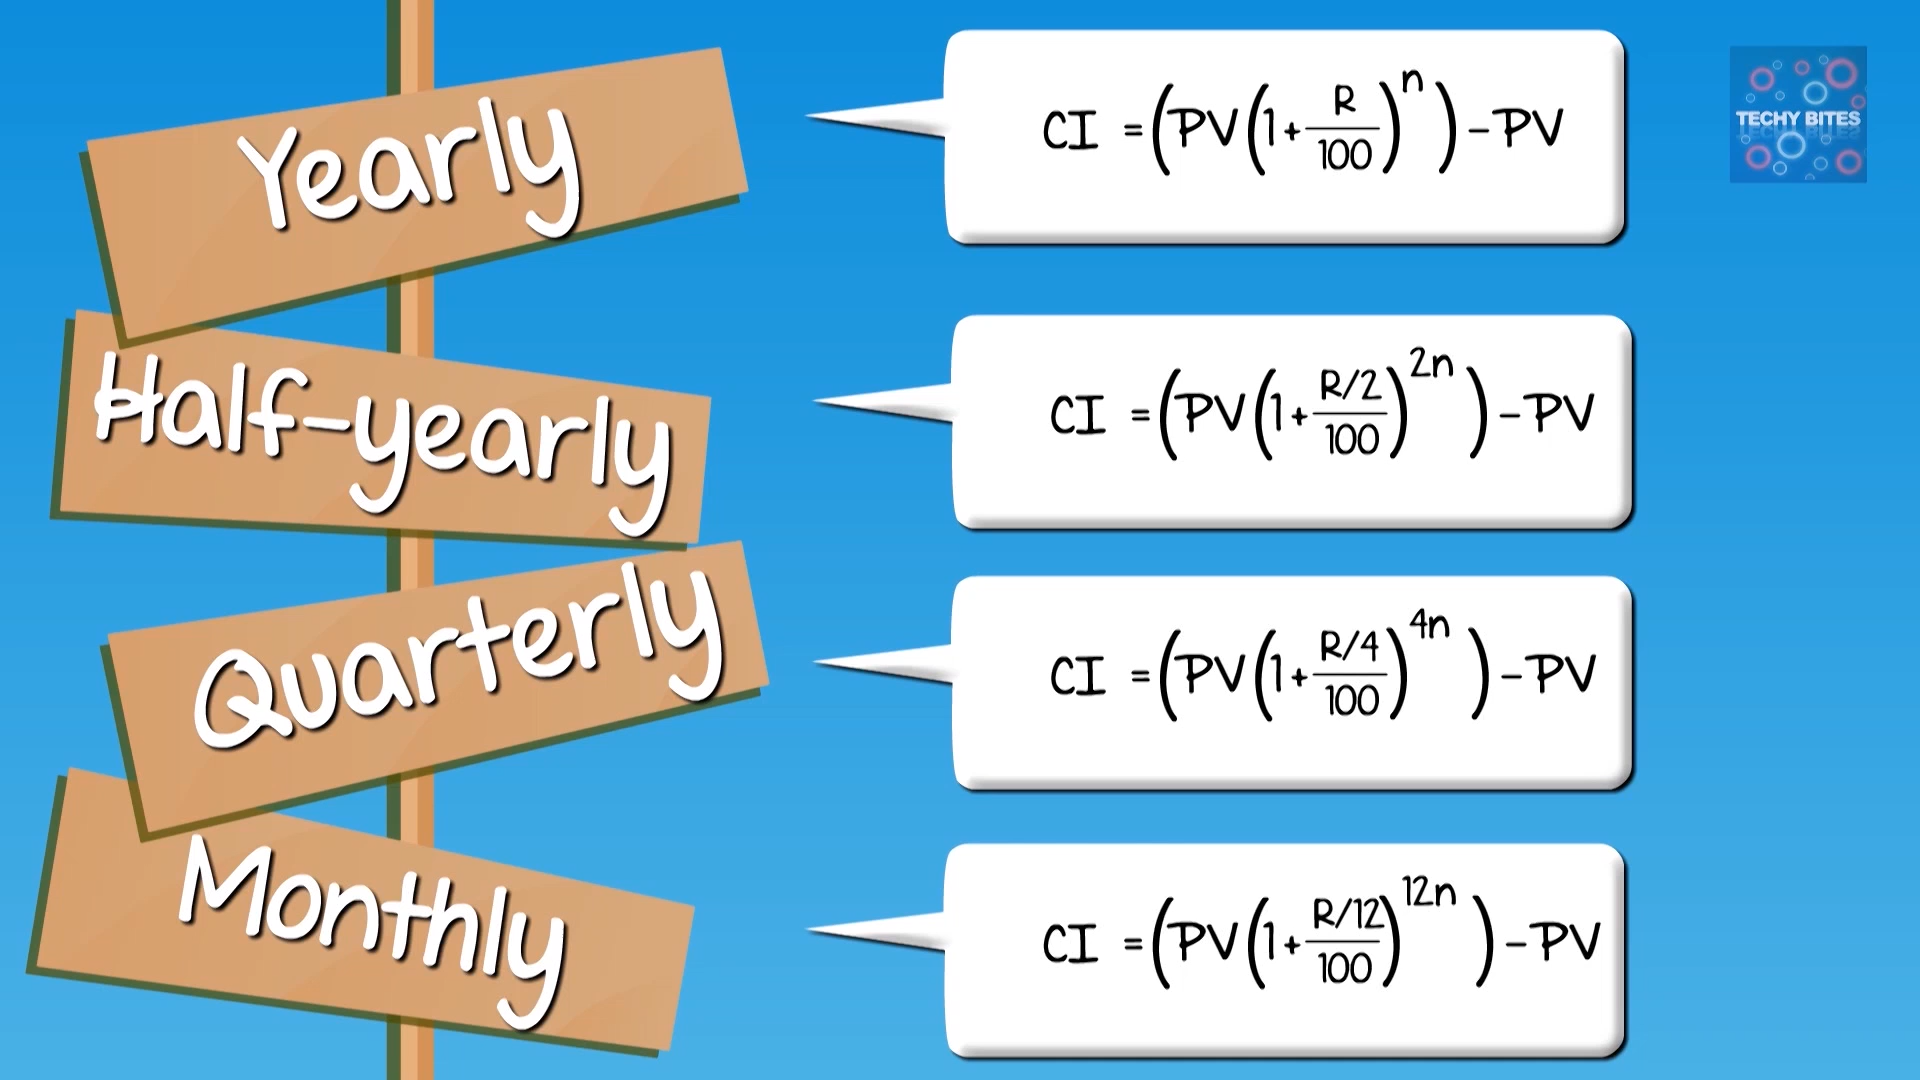 Yearly
CI = (PV(1+R/100)^n) -PV
TECHY BITES
Half-yearly
CI = (PV(1+(R/2)/100)^2n) -PV
Quarterly
CI = (PV(1+(R/4)/100)^4n) -PV
Monthly
CI = (PV(1+(R/12)/100)^12n) -PV